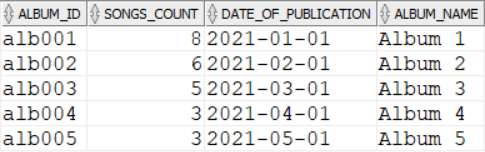 ALBUM_ID SONGS_COUNT DATE_OF_PUBLICATION ALBUM_NAME
alb001 8 2021-01-01 Album 1
alb002 6 2021-02-01 Album 2
alb003 5 2021-03-01 Album 3
alb004 3 2021-04-01 Album 4
alb005 3 2021-05-01 Album 5